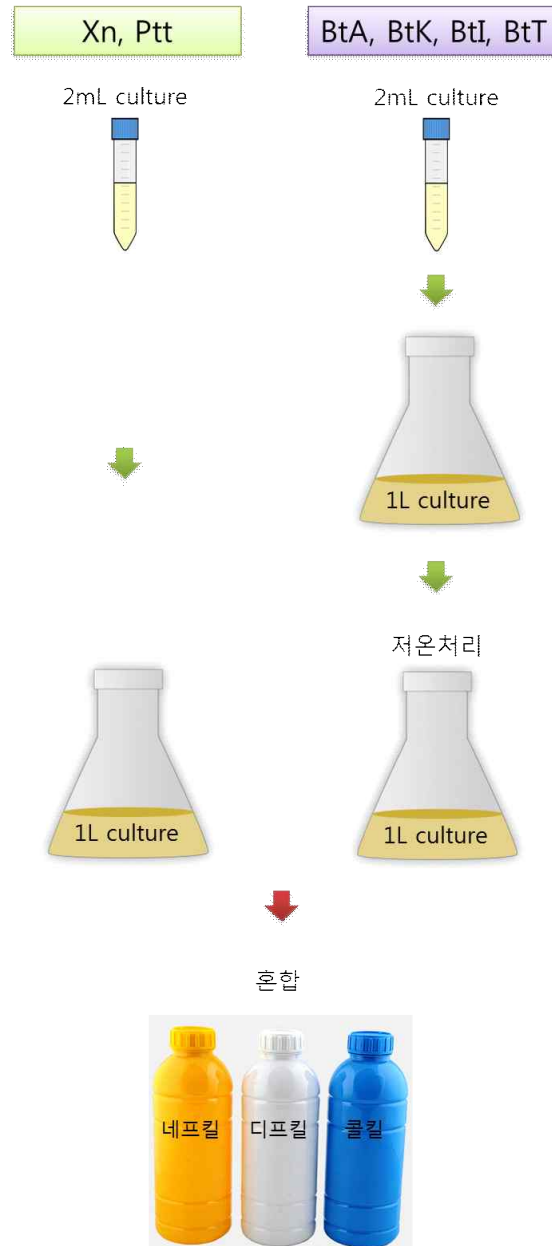 Xn, Ptt
BtA, BtK, BtI, BtT
2mL culture
2mL culture
1L culture
저온처리
1L culture
1L culture
혼합
네프킬
디프킬
콜킬